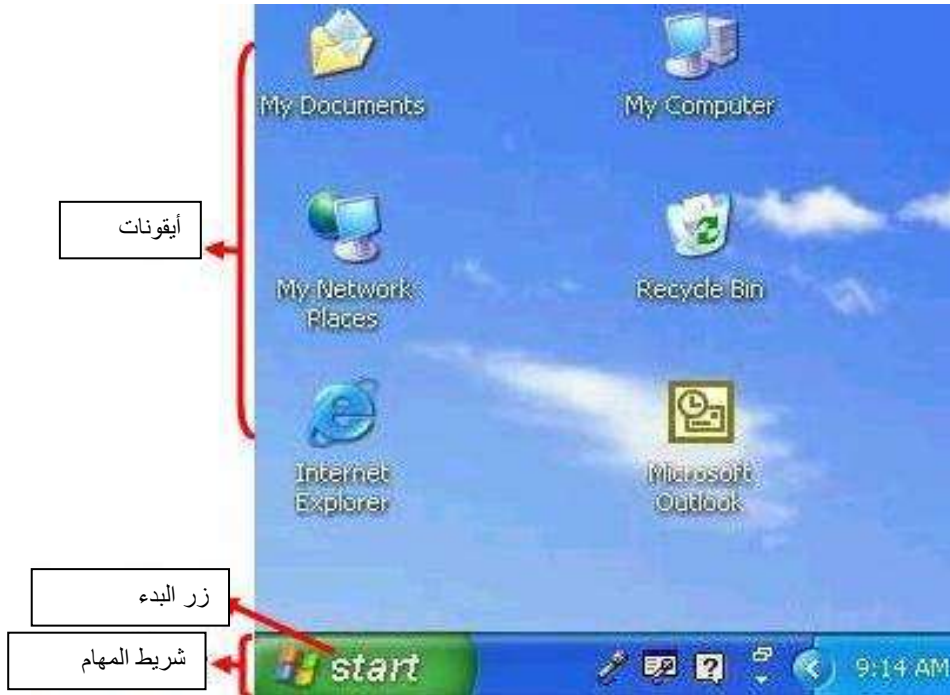 My Documents
My Computer
أيقونات
My Network
Places
Recycle Bin
Internet
Explorer
Microsoft
Outlook
زر البدء
شريط المهام
start
9:14 AM